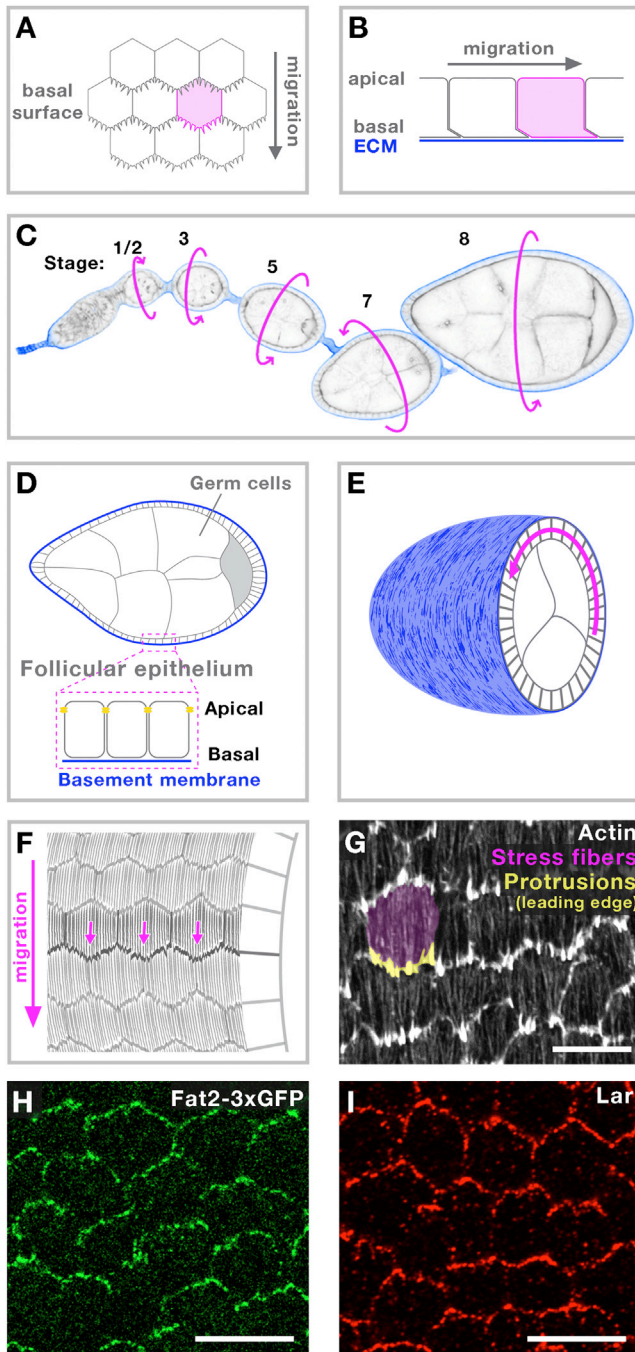 A
basal
surface
migration
B
migration
apical
basal
ECM
C
Stage:
1/2
3
5
7
8
D
Germ cells
Follicular epithelium
Apical
Basal
Basement membrane
E
F
migration
G
Actin
Stress fibers
Protrusions
(leading edge)
H
Fat2-3xGFP
I
Lar